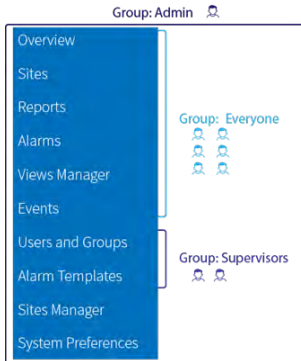 Group: Admin
Overview
Sites
Reports
Alarms
Views Manager
Events
Group: Everyone
Users and Groups
Alarm Templates
Group: Supervisors
Sites Manager
System Preferences